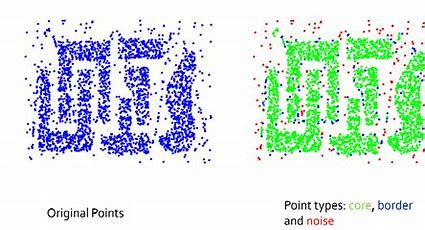 Original Points
Point types: core, border
and noise